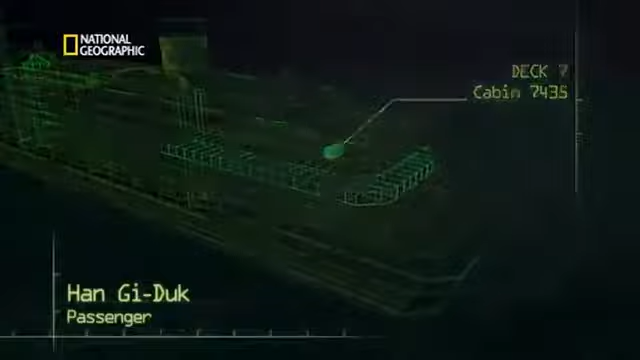 NATIONAL
GEOGRAPHIC
DECK 7
Cabin 7435
Han Gi-Duk
Passenger